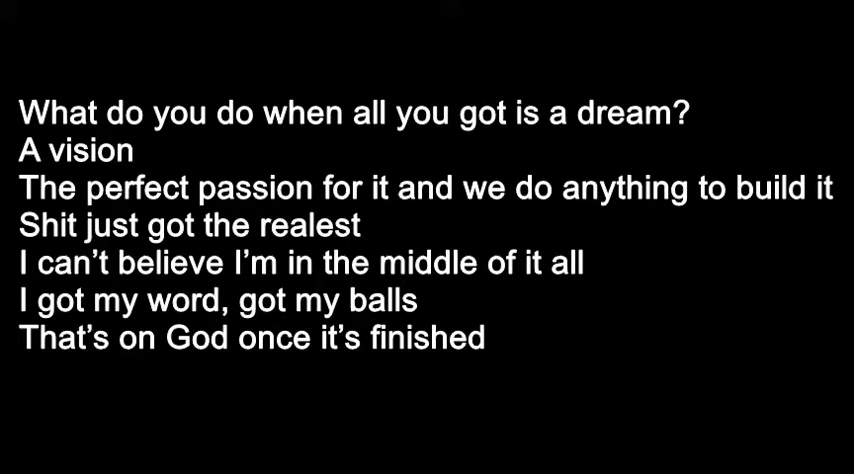 What do you do when all you got is a dream?
A vision
The perfect passion for it and we do anything to build it
Shit just got the realest
I can’t believe I’m in the middle of it all
I got my word, got my balls
That’s on God once it’s finished